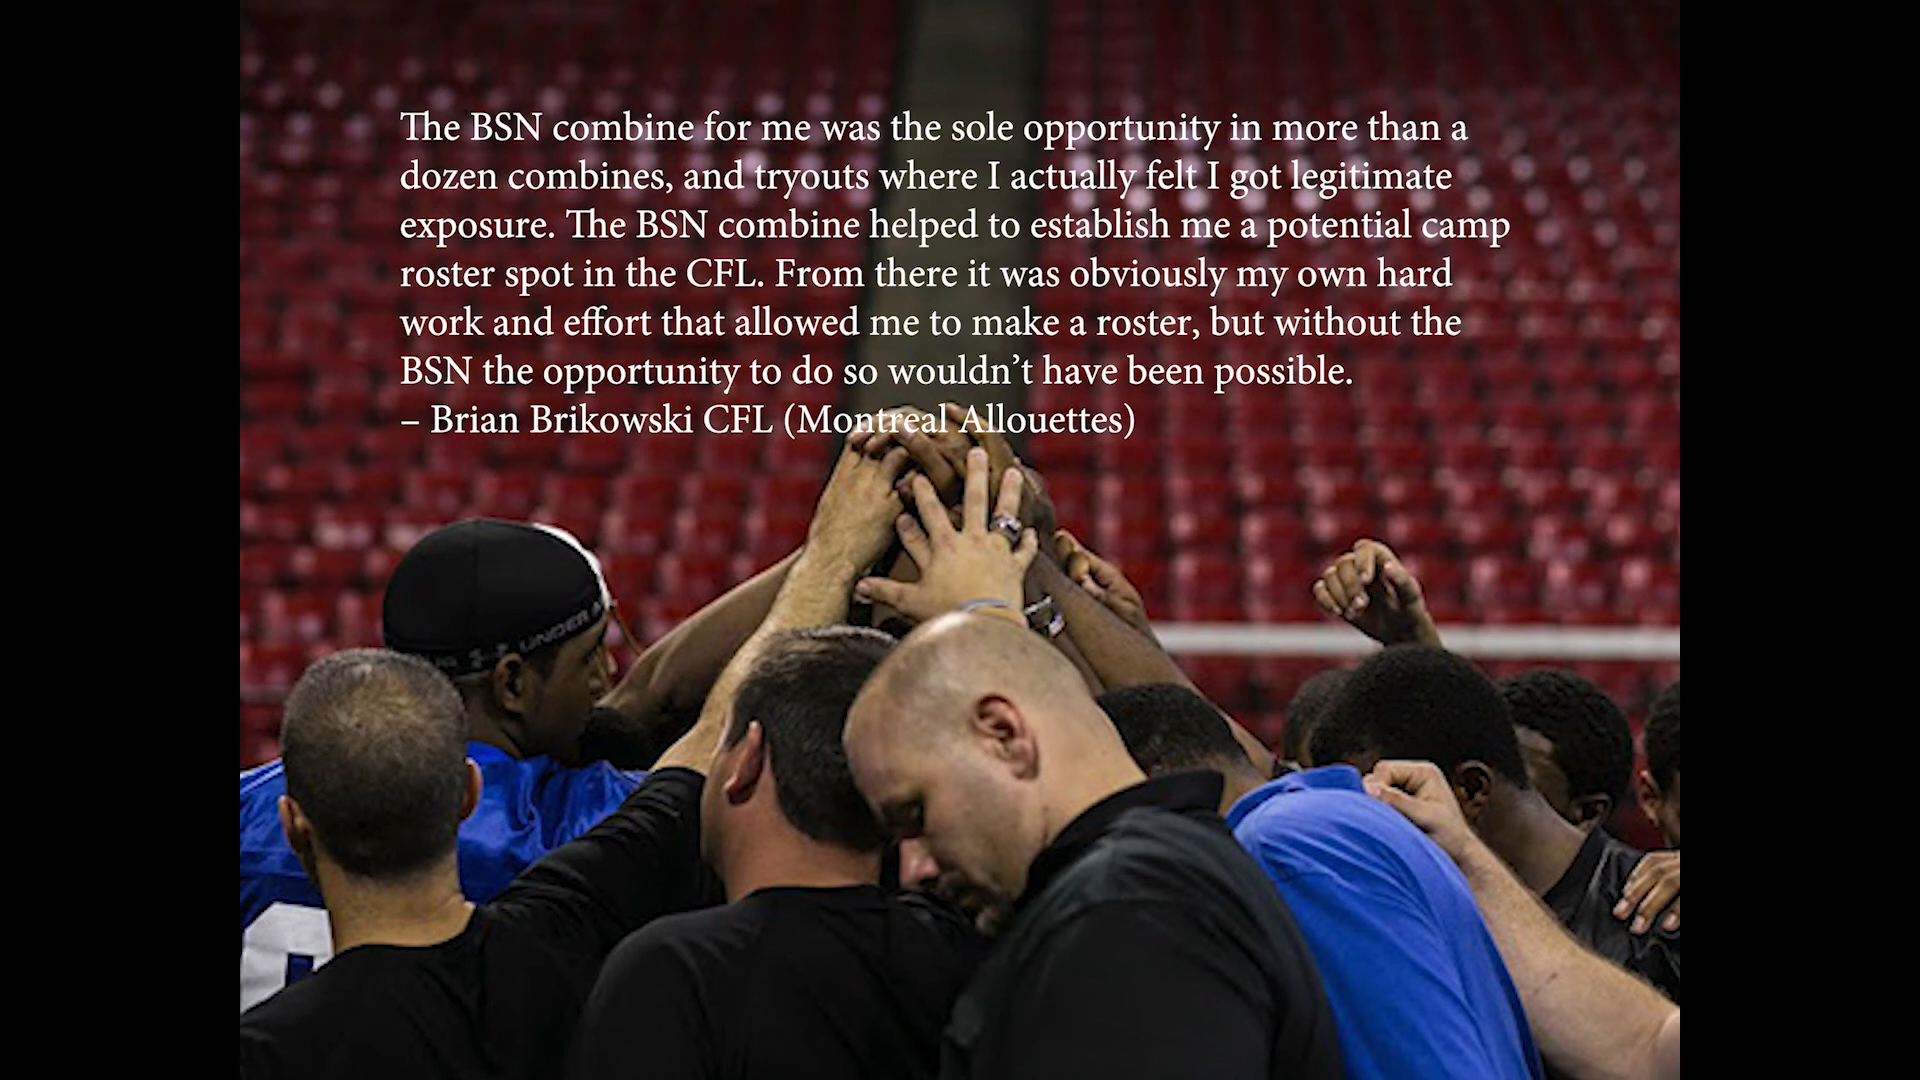 The BSN combine for me was the sole opportunity in more than a
dozen combines, and tryouts where I actually felt I got legitimate
exposure. The BSN combine helped to establish me a potential camp
roster spot in the CFL. From there it was obviously my own hard
work and effort that allowed me to make a roster, but without the
BSN the opportunity to do so wouldn’t have been possible.
– Brian Brikowski CFL (Montreal Allouettes)
UNDER